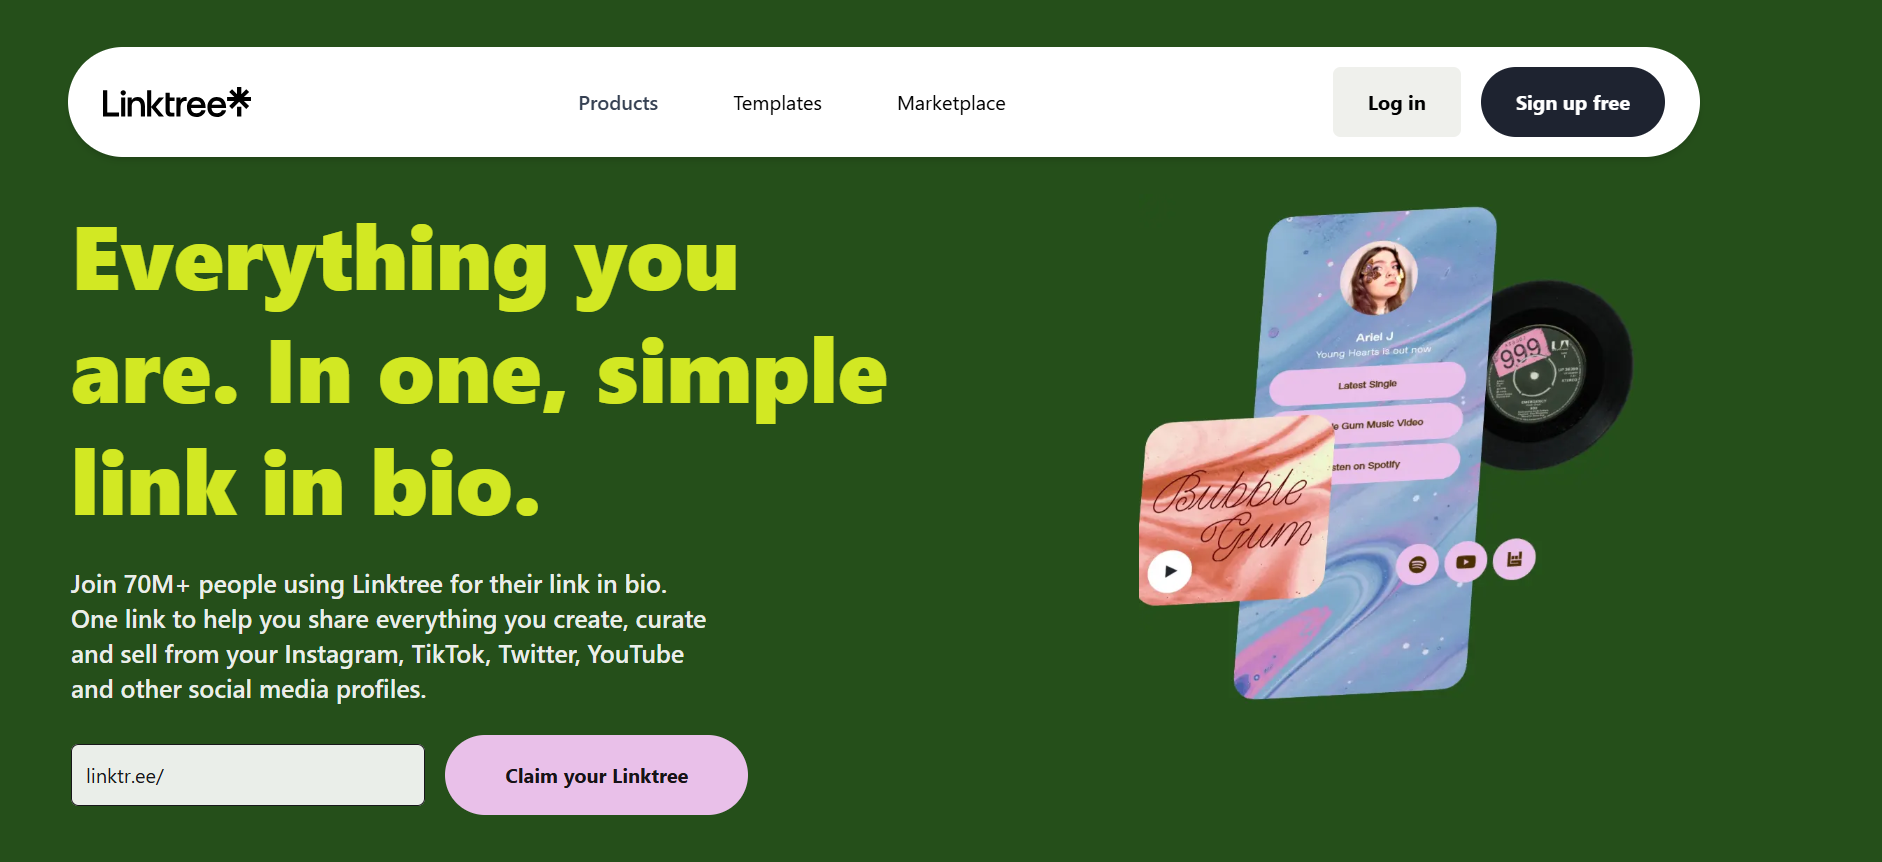 Linktree
Products
Templates
Marketplace
Log in
Sign up free
Everything you
are. In one, simple
link in bio.
Join 70M+ people using Linktree for their link in bio.
One link to help you share everything you create, curate
and sell from your Instagram, TikTok, Twitter, YouTube
and other social media profiles.
linktr.ee/
Claim your Linktree
Ariel J
Young Hearts is out now
Latest Single
Gum Music Video
on Spotify
Bubble
Gum
999